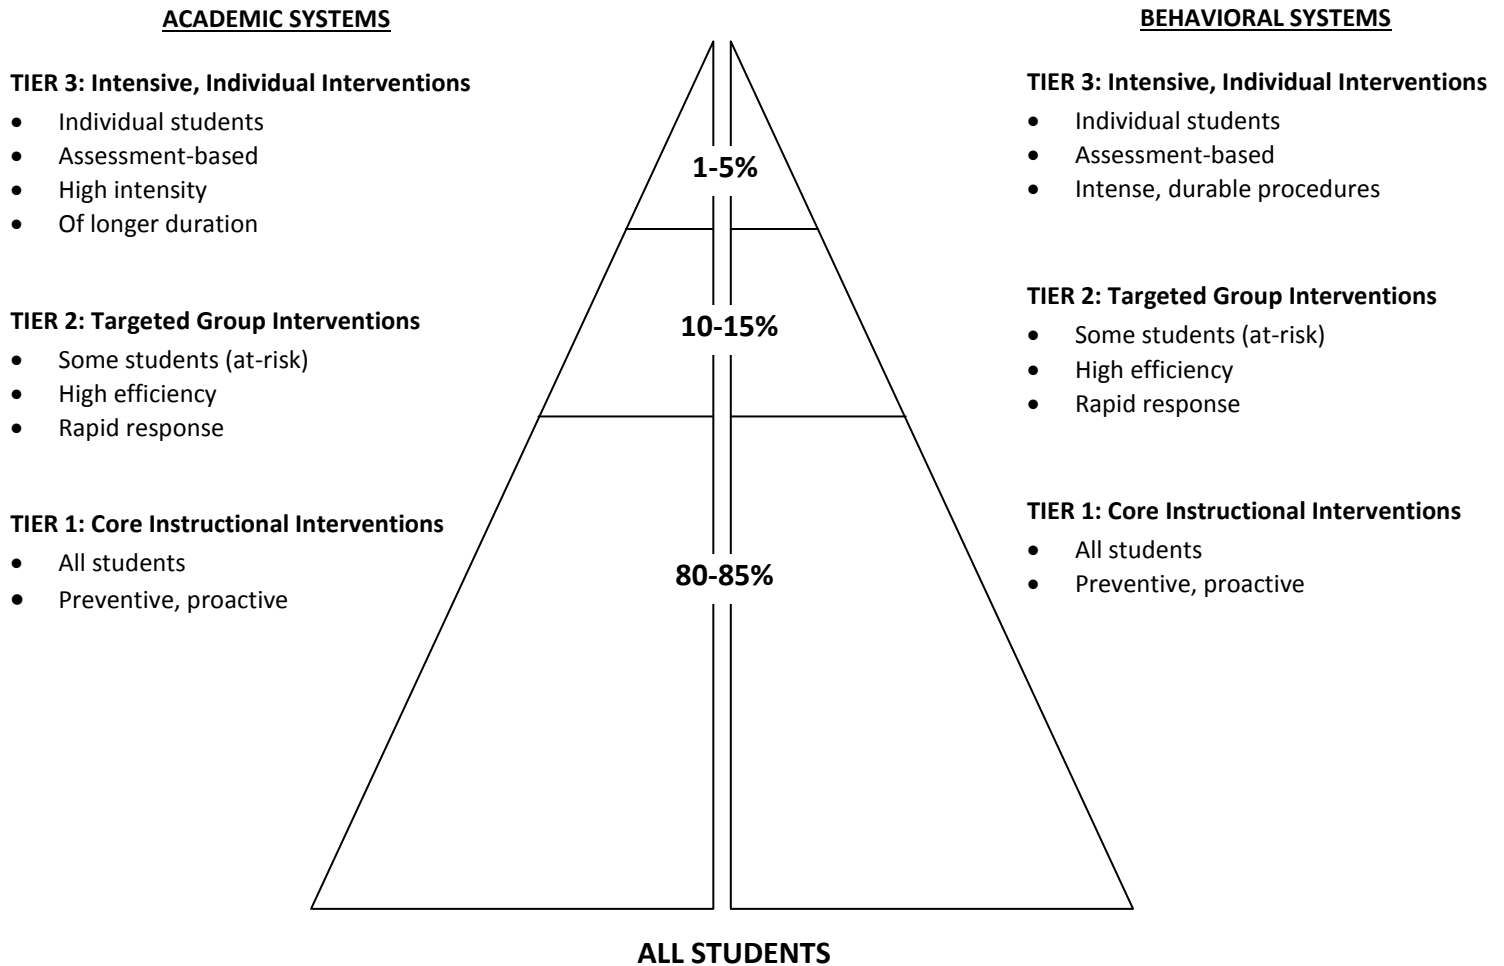 ACADEMIC SYSTEMS
TIER 3: Intensive, Individual Interventions
• Individual students
• Assessment-based
• High intensity
• Of longer duration
TIER 2: Targeted Group Interventions
• Some students (at-risk)
• High efficiency
• Rapid response
TIER 1: Core Instructional Interventions
• All students
• Preventive, proactive
1-5%
10-15%
80-85%
ALL STUDENTS
BEHAVIORAL SYSTEMS
TIER 3: Intensive, Individual Interventions
• Individual students
• Assessment-based
• Intense, durable procedures
TIER 2: Targeted Group Interventions
• Some students (at-risk)
• High efficiency
• Rapid response
TIER 1: Core Instructional Interventions
• All students
• Preventive, proactive